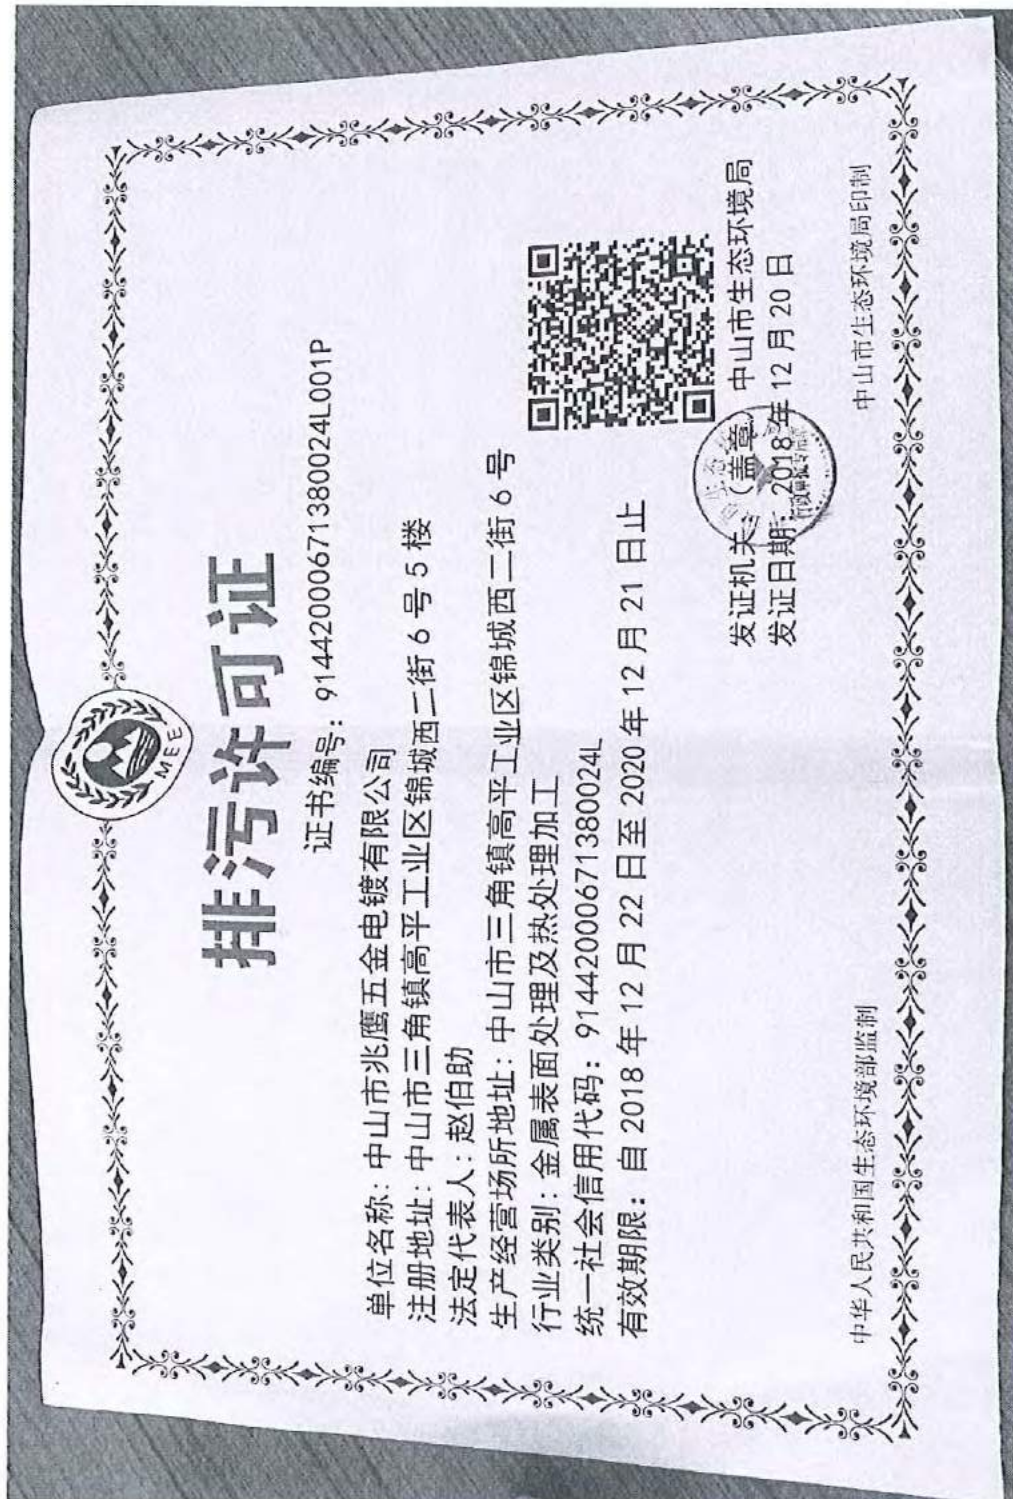 MEE
排污许可证
证书编号：914420006713800024L001P
单位名称：中山市兆鹰五金电镀有限公司
注册地址：中山市三角镇高平工业区锦城西二街6号5楼
法定代表人：赵伯助
生产经营场所地址：中山市三角镇高平工业区锦城西二街6号
行业类别：金属表面处理及热处理加工
统一社会信用代码：91442000671380024L
有效期限：自2018年12月22日至2020年12月21日止
发证机关：（盖章）中山市生态环境局
发证日期：2018年12月20日
中华人民共和国生态环境部监制
中山市生态环境局印制